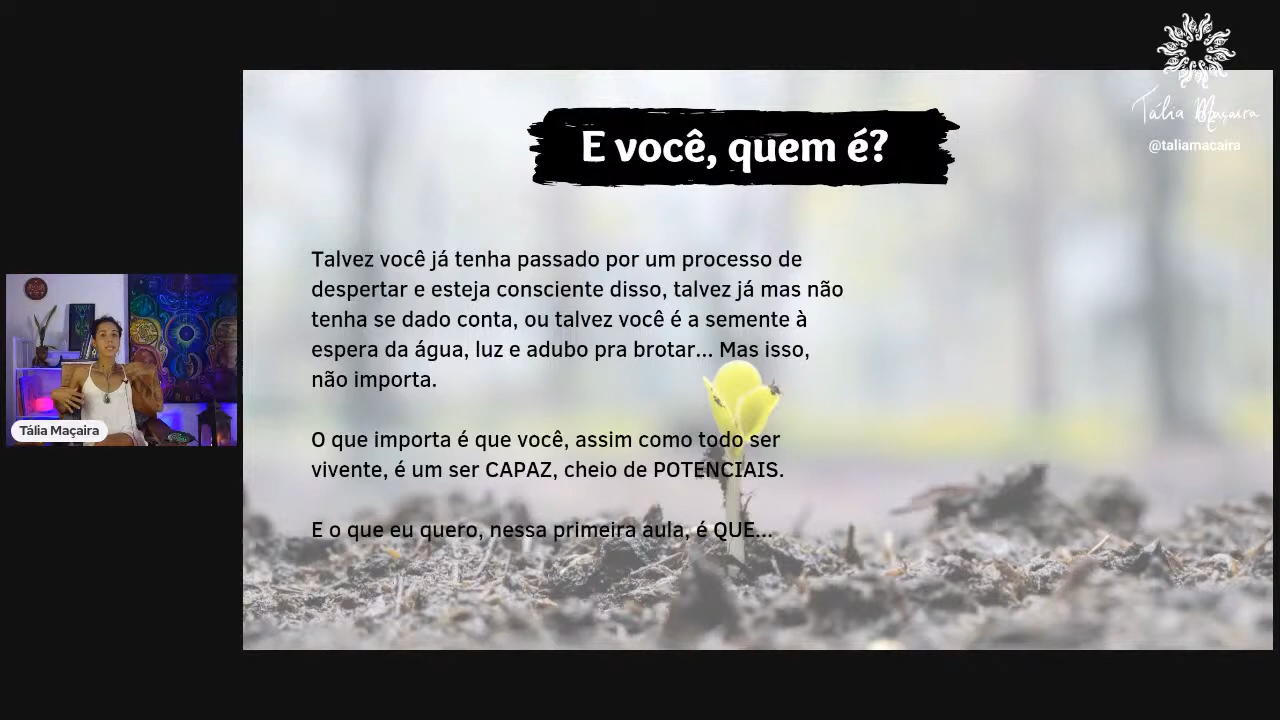 Tália Maçaira
@taliamacaira
E você, quem é?
Talvez você já tenha passado por um processo de
despertar e esteja consciente disso, talvez já mas não
tenha se dado conta, ou talvez você é a semente à
espera da água, luz e adubo pra brotar... Mas isso,
não importa.
O que importa é que você, assim como todo ser
vivente, é um ser CAPAZ, cheio de POTENCIAIS.
E o que eu quero, nessa primeira aula, é QUE...
Tália Maçaira